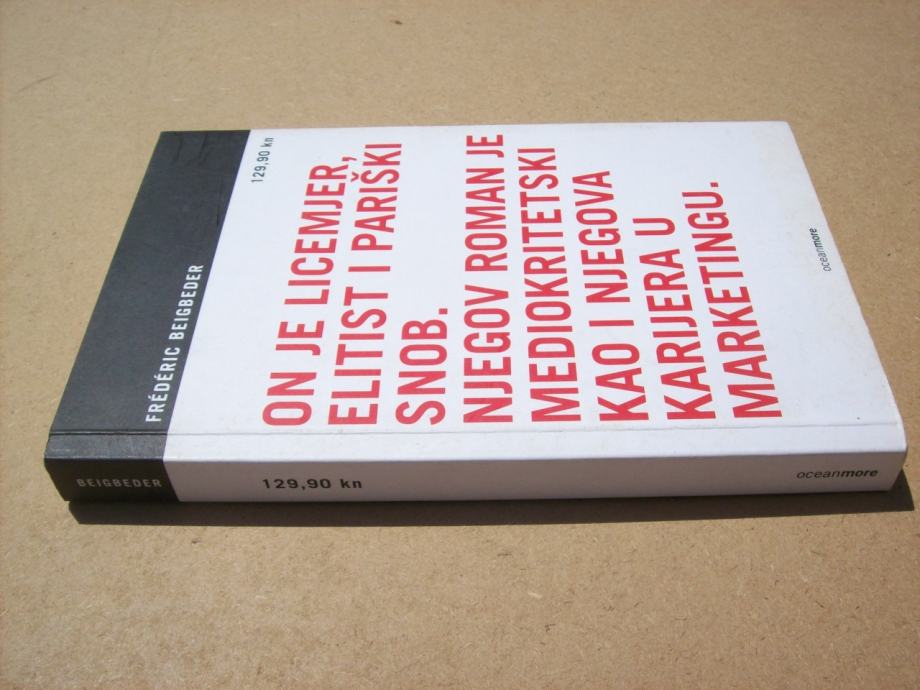 FRÉDÉRIC BEIGBEDER
129,90 kn
ON JE LICEMJER,
ELITIST I PARIŠKI
SNOB.
NJEGOV ROMAN JE
MEDIOKRITETSKI
KAO I NJEGOVA
KARIJERA U
MARKETINGU.
oceanmore
BEIGBEDER
129,90 kn
oceanmore